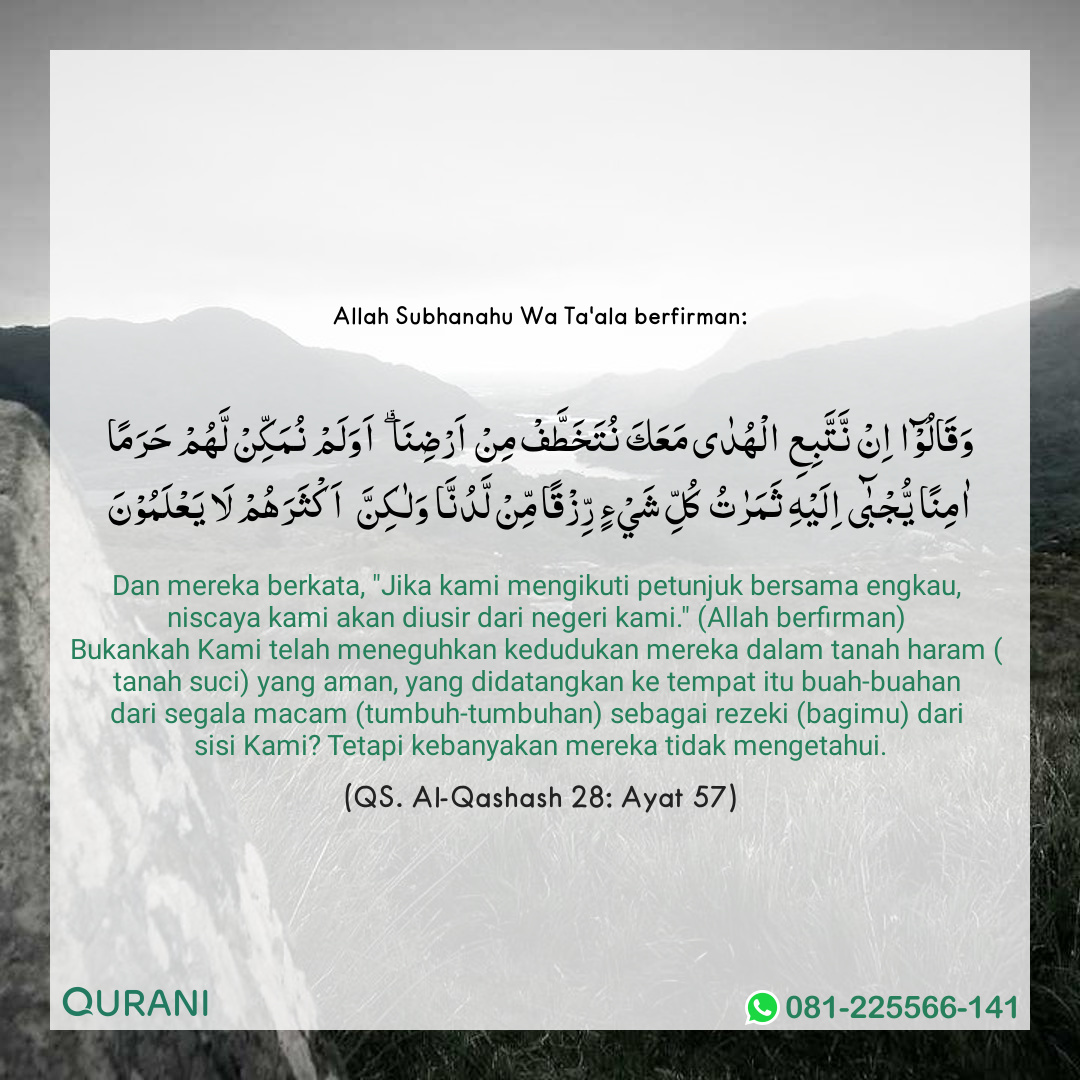 Allah Subhanahu Wa Ta'ala berfirman:
وَقَالُوْۤا اِنْ نَّتَّبِعِ الْهُدٰى مَعَكَ نُتَخَطَّفْ مِنْ اَرْضِنَا ۗ اَوَلَمْ نُمَكِّنْ لَّهُمْ حَرَمًا
اٰمِنًا يُّجْبٰۤى اِلَيْهِ ثَمَرٰتُ كُلِّ شَيْءٍ رِّزْقًا مِّنْ لَّدُنَّا وَلٰـكِنَّ اَكْثَرَهُمْ لَا يَعْلَمُوْنَ
Dan mereka berkata, "Jika kami mengikuti petunjuk bersama engkau,
niscaya kami akan diusir dari negeri kami." (Allah berfirman)
Bukankah Kami telah meneguhkan kedudukan mereka dalam tanah haram (
tanah suci) yang aman, yang didatangkan ke tempat itu buah-buahan
dari segala macam (tumbuh-tumbuhan) sebagai rezeki (bagimu) dari
sisi Kami? Tetapi kebanyakan mereka tidak mengetahui.
(QS. Al-Qashash 28: Ayat 57)
QURANI
081-225566-141